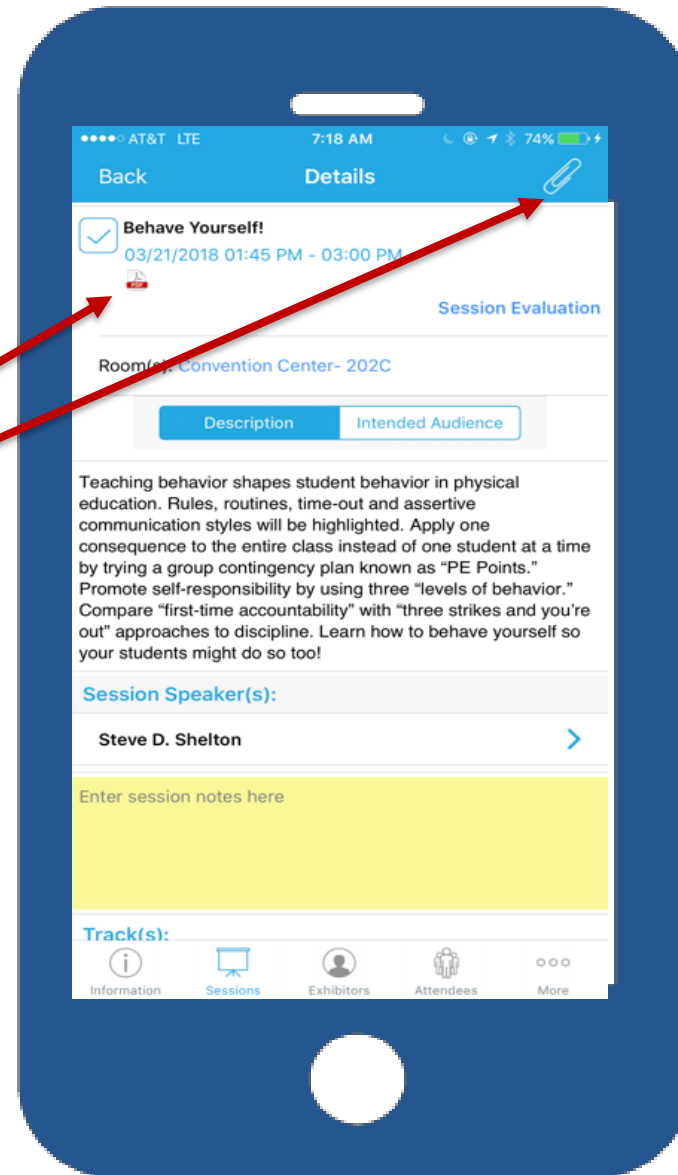 AT&T LTE 7:18 AM 74%
Back Details
Behave Yourself!
03/21/2018 01:45 PM - 03:00 PM
PDF
Session Evaluation
Room(s): Convention Center- 202C
Description Intended Audience
Teaching behavior shapes student behavior in physical
education. Rules, routines, time-out and assertive
communication styles will be highlighted. Apply one
consequence to the entire class instead of one student at a time
by trying a group contingency plan known as “PE Points.”
Promote self-responsibility by using three “levels of behavior.”
Compare “first-time accountability” with “three strikes and you’re
out” approaches to discipline. Learn how to behave yourself so
your students might do so too!
Session Speaker(s):
Steve D. Shelton
Enter session notes here
Track(s):
Information Sessions Exhibitors Attendees More